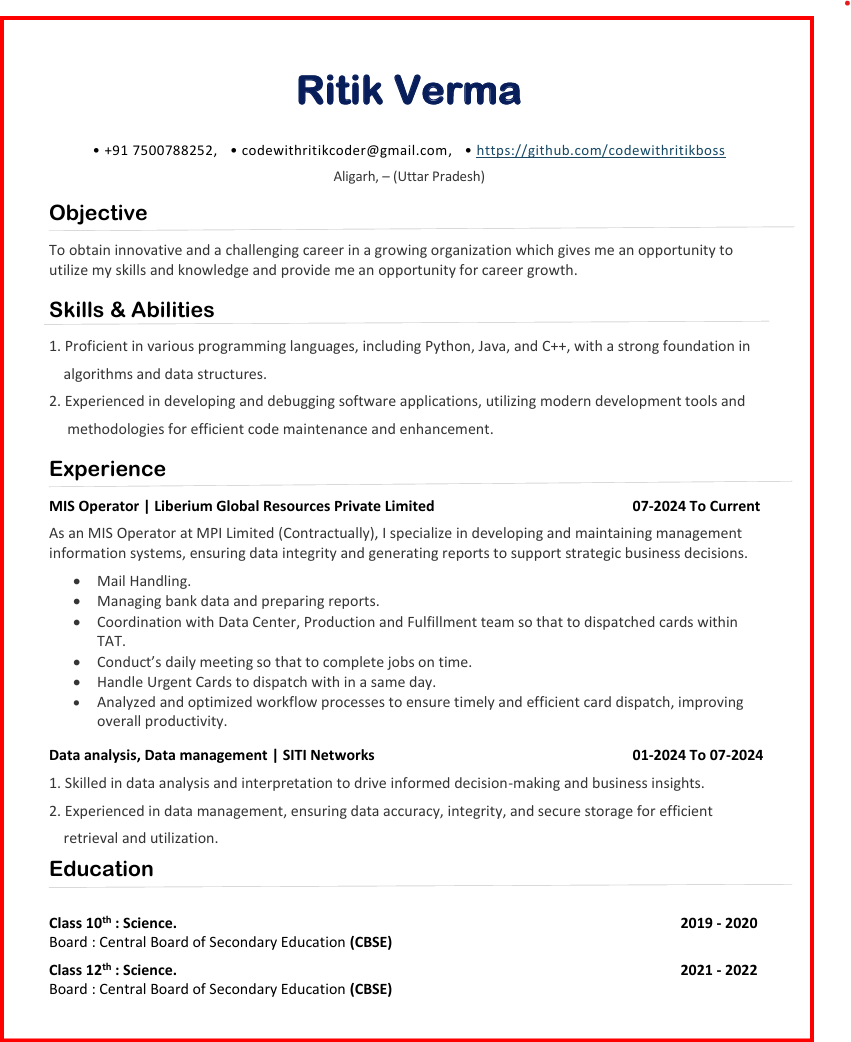 Ritik Verma
• +91 7500788252, • codewithritikcoder@gmail.com, • https://github.com/codewithritikboss
Aligarh, – (Uttar Pradesh)
Objective
To obtain innovative and a challenging career in a growing organization which gives me an opportunity to
utilize my skills and knowledge and provide me an opportunity for career growth.
Skills & Abilities
1. Proficient in various programming languages, including Python, Java, and C++, with a strong foundation in
algorithms and data structures.
2. Experienced in developing and debugging software applications, utilizing modern development tools and
methodologies for efficient code maintenance and enhancement.
Experience
MIS Operator | Liberium Global Resources Private Limited 07-2024 To Current
As an MIS Operator at MPI Limited (Contractually), I specialize in developing and maintaining management
information systems, ensuring data integrity and generating reports to support strategic business decisions.
• Mail Handling.
• Managing bank data and preparing reports.
• Coordination with Data Center, Production and Fulfillment team so that to dispatched cards within
TAT.
• Conduct’s daily meeting so that to complete jobs on time.
• Handle Urgent Cards to dispatch with in a same day.
• Analyzed and optimized workflow processes to ensure timely and efficient card dispatch, improving
overall productivity.
Data analysis, Data management | SITI Networks 01-2024 To 07-2024
1. Skilled in data analysis and interpretation to drive informed decision-making and business insights.
2. Experienced in data management, ensuring data accuracy, integrity, and secure storage for efficient
retrieval and utilization.
Education
Class 10th : Science. 2019 - 2020
Board : Central Board of Secondary Education (CBSE)
Class 12th : Science. 2021 - 2022
Board : Central Board of Secondary Education (CBSE)